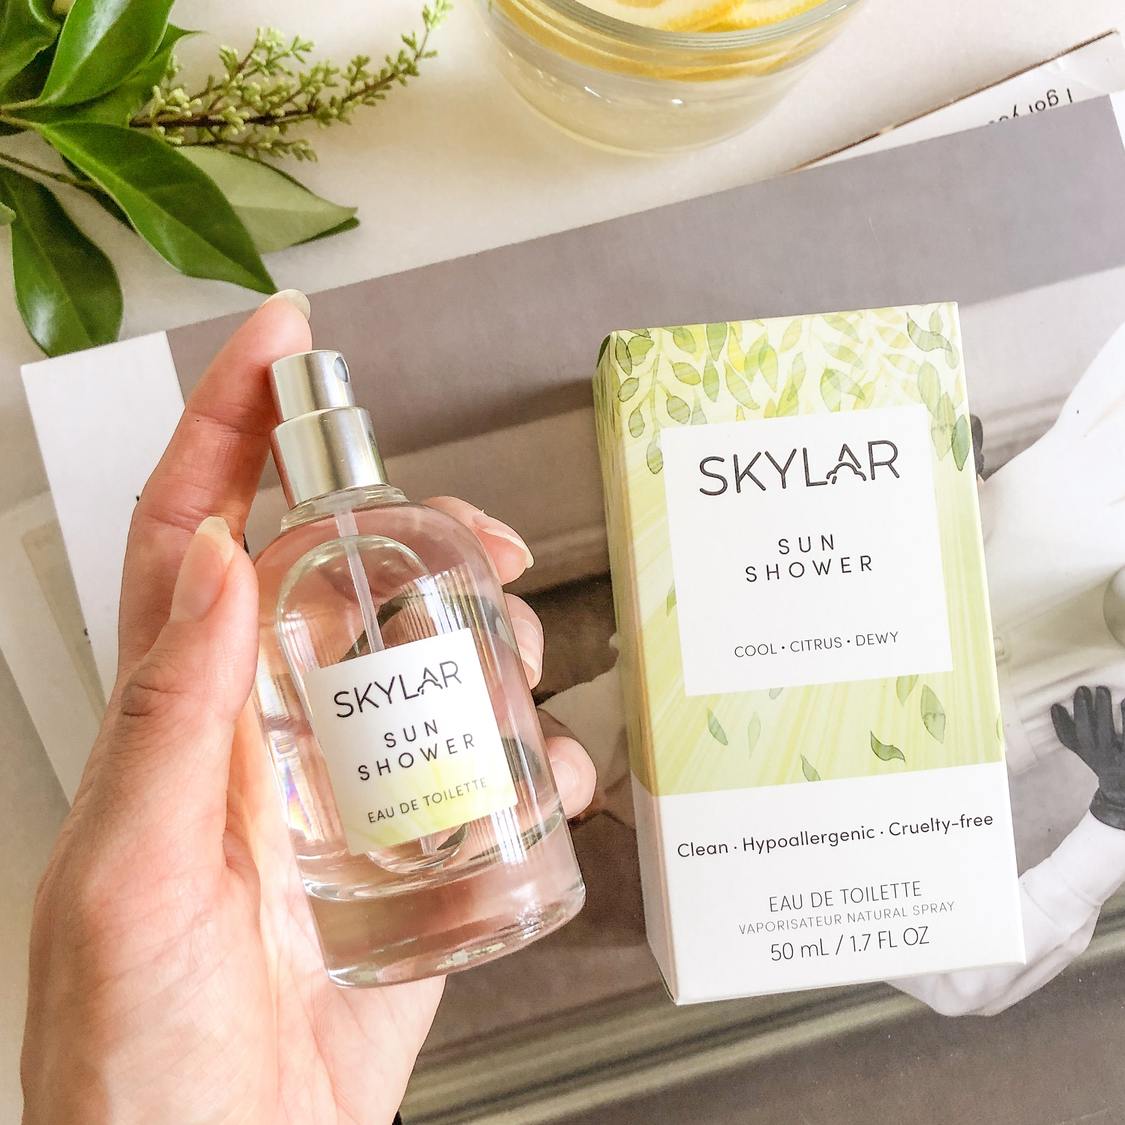 SKYLAR
SUN
SHOWER
EAU DE TOILETTE
SKYLAR
SUN
SHOWER
COOL • CITRUS • DEWY
Clean · Hypoallergenic · Cruelty-free
EAU DE TOILETTE
VAPORISATEUR NATURAL SPRAY
50 mL / 1.7 FL OZ